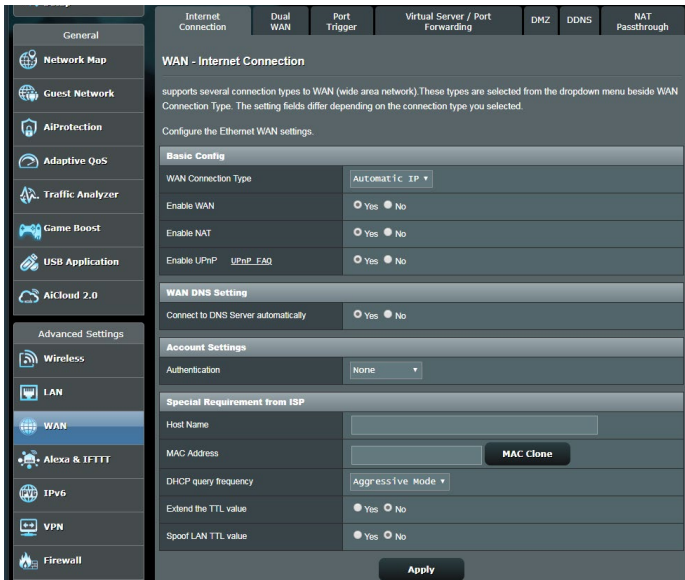 General
Network Map
Guest Network
AiProtection
Adaptive QoS
Traffic Analyzer
Game Boost
USB Application
AiCloud 2.0
Advanced Settings
Wireless
LAN
WAN
Alexa & IFTTT
IPv6
VPN
Firewall
Internet Connection
Dual WAN
Port Trigger
Virtual Server / Port Forwarding
DMZ
DDNS
NAT Passthrough
WAN - Internet Connection
supports several connection types to WAN (wide area network).These types are selected from the dropdown menu beside WAN
Connection Type. The setting fields differ depending on the connection type you selected.
Configure the Ethernet WAN settings.
Basic Config
WAN Connection Type Automatic IP
Enable WAN Yes No
Enable NAT Yes No
Enable UPnP UPnP FAQ Yes No
WAN DNS Setting
Connect to DNS Server automatically Yes No
Account Settings
Authentication None
Special Requirement from ISP
Host Name
MAC Address MAC Clone
DHCP query frequency Aggressive Mode
Extend the TTL value Yes No
Spoof LAN TTL value Yes No
Apply